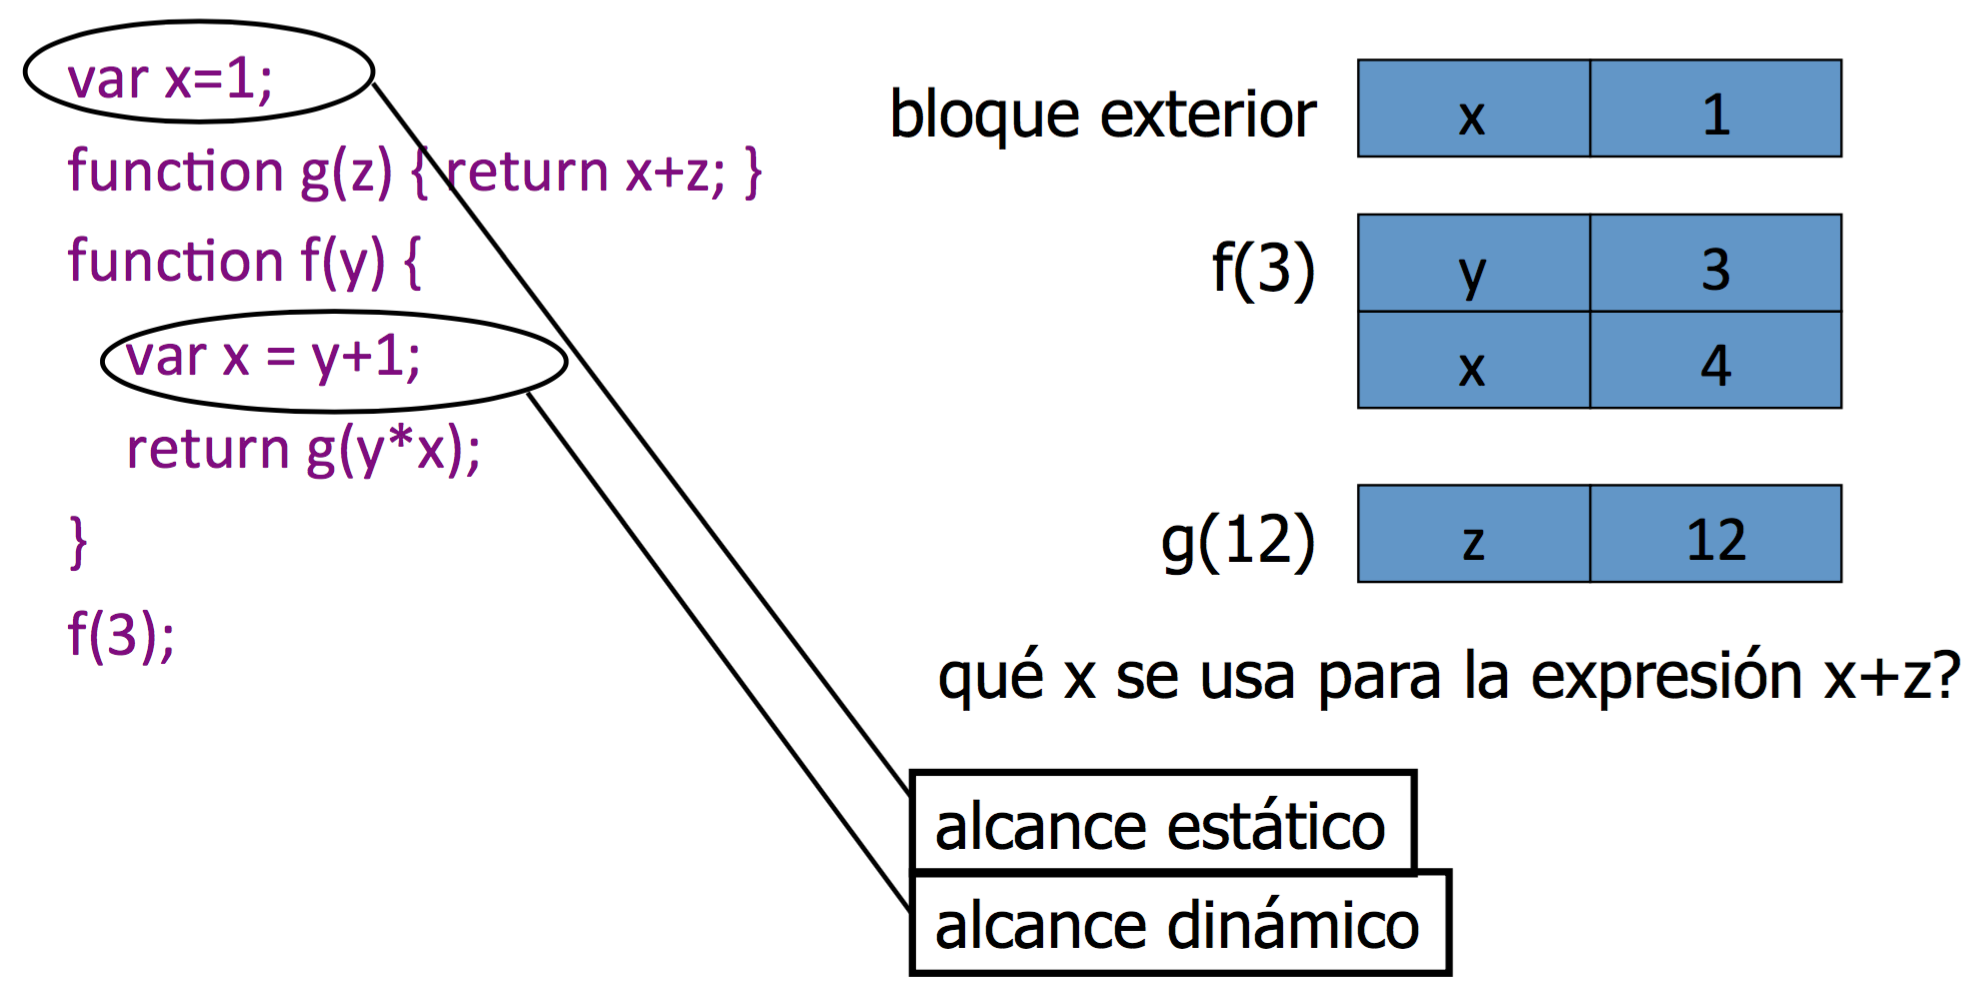 var x=1;
function g(z) { return x+z; }
function f(y) {
var x = y+1;
return g(y*x);
}
f(3);
bloque exterior x 1
f(3) y 3
x 4
g(12) z 12
qué x se usa para la expresión x+z?
alcance estático
alcance dinámico